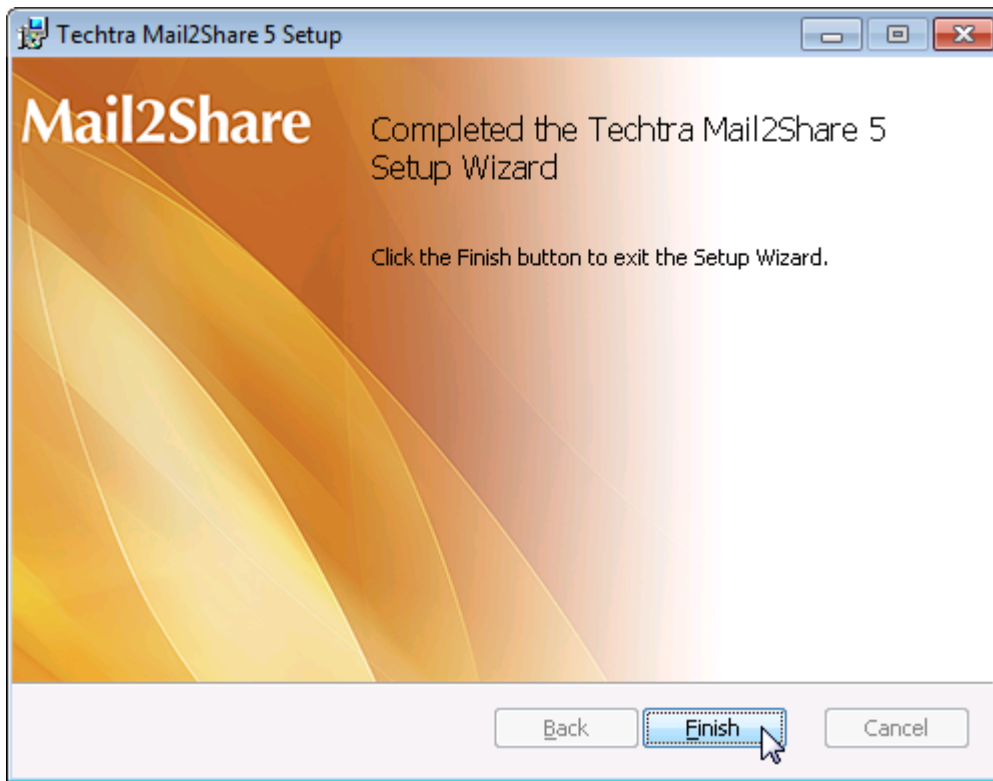 Techtra Mail2Share 5 Setup
Mail2Share
Completed the Techtra Mail2Share 5
Setup Wizard
Click the Finish button to exit the Setup Wizard.
Back Finish Cancel